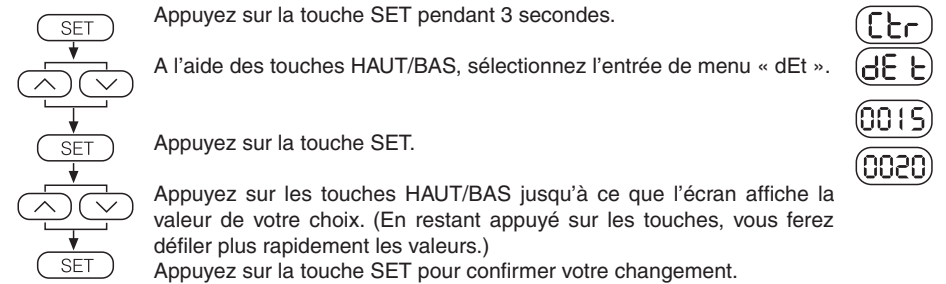 SET
Appuyez sur la touche SET pendant 3 secondes.
Ctr
A l’aide des touches HAUT/BAS, sélectionnez l’entrée de menu « dEt ».
dEt
0015
SET
Appuyez sur la touche SET.
0020
Appuyez sur les touches HAUT/BAS jusqu’à ce que l’écran affiche la
valeur de votre choix. (En restant appuyé sur les touches, vous ferez
défiler plus rapidement les valeurs.)
SET
Appuyez sur la touche SET pour confirmer votre changement.